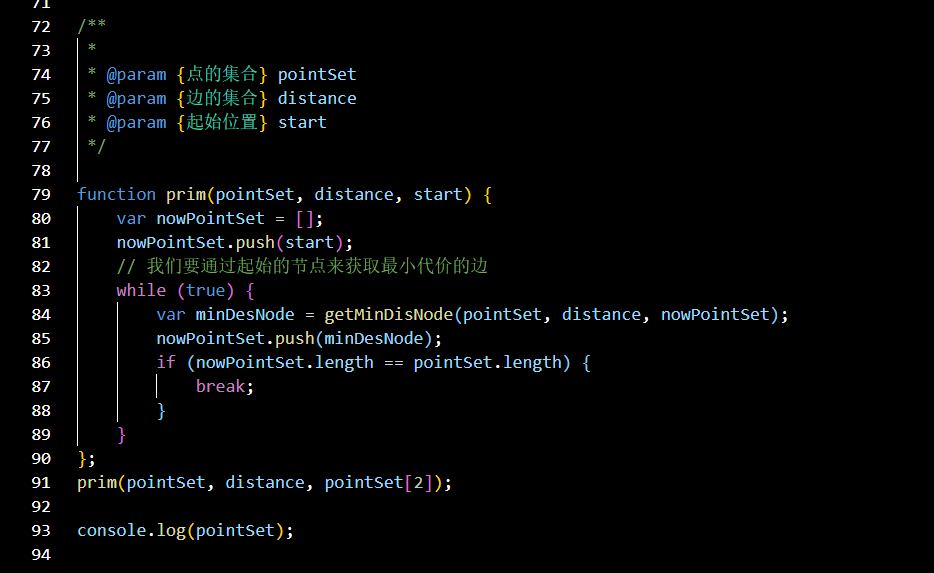 71
72 /**
73  *
74  * @param {点的集合} pointSet
75  * @param {边的集合} distance
76  * @param {起始位置} start
77  */
78
79 function prim(pointSet, distance, start) {
80     var nowPointSet = [];
81     nowPointSet.push(start);
82     // 我们要通过起始的节点来获取最小代价的边
83     while (true) {
84         var minDesNode = getMinDisNode(pointSet, distance, nowPointSet);
85         nowPointSet.push(minDesNode);
86         if (nowPointSet.length == pointSet.length) {
87             break;
88         }
89     }
90 };
91 prim(pointSet, distance, pointSet[2]);
92
93 console.log(pointSet);
94